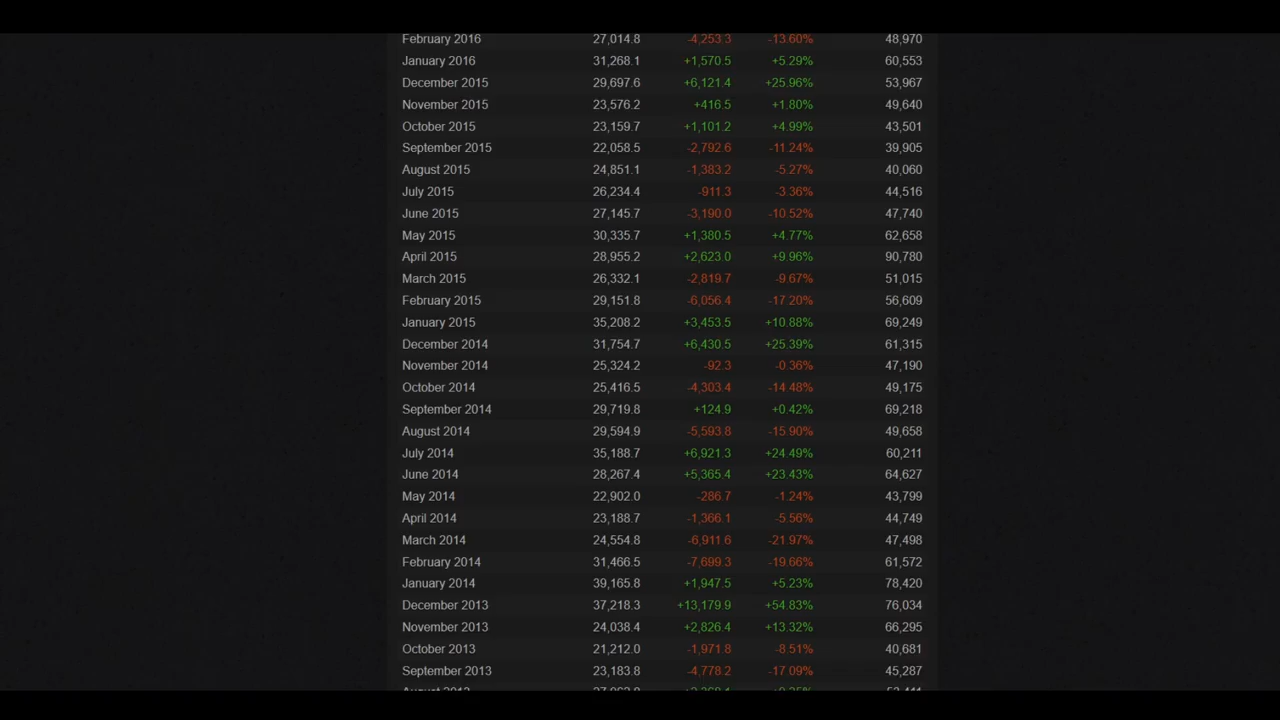 February 2016 27,014.8 -4,253.3 -13.60% 48,970
January 2016 31,268.1 +1,570.5 +5.29% 60,553
December 2015 29,697.6 +6,121.4 +25.96% 53,967
November 2015 23,576.2 +416.5 +1.80% 49,640
October 2015 23,159.7 +1,101.2 +4.99% 43,501
September 2015 22,058.5 -2,792.6 -11.24% 39,905
August 2015 24,851.1 -1,383.2 -5.27% 40,060
July 2015 26,234.4 -911.3 -3.36% 44,516
June 2015 27,145.7 -3,190.0 -10.52% 47,740
May 2015 30,335.7 +1,380.5 +4.77% 62,658
April 2015 28,955.2 +2,623.0 +9.96% 90,780
March 2015 26,332.1 -2,819.7 -9.67% 51,015
February 2015 29,151.8 -6,056.4 -17.20% 56,609
January 2015 35,208.2 +3,453.5 +10.88% 69,249
December 2014 31,754.7 +6,430.5 +25.39% 61,315
November 2014 25,324.2 -92.3 -0.36% 47,190
October 2014 25,416.5 -4,303.4 -14.48% 49,175
September 2014 29,719.8 +124.9 +0.42% 69,218
August 2014 29,594.9 -5,593.8 -15.90% 49,658
July 2014 35,188.7 +6,921.3 +24.49% 60,211
June 2014 28,267.4 +5,365.4 +23.43% 64,627
May 2014 22,902.0 -286.7 -1.24% 43,799
April 2014 23,188.7 -1,366.1 -5.56% 44,749
March 2014 24,554.8 -6,911.6 -21.97% 47,498
February 2014 31,466.5 -7,699.3 -19.66% 61,572
January 2014 39,165.8 +1,947.5 +5.23% 78,420
December 2013 37,218.3 +13,179.9 +54.83% 76,034
November 2013 24,038.4 +2,826.4 +13.32% 66,295
October 2013 21,212.0 -1,971.8 -8.51% 40,681
September 2013 23,183.8 -4,778.2 -17.09% 45,287
August 2013